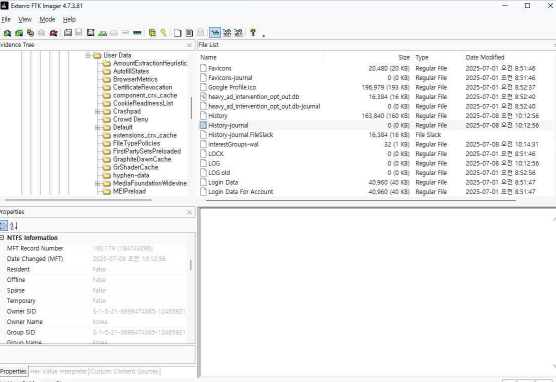 Exterro FTK Imager 4.7.3.81
File View Mode Help
vidence Tree
User Data
AmountExtractionHeuristic
AutofillStates
BrowserMetrics
CertificateRevocation
component_crx_cache
CookieReadinessList
Crashpad
Crowd Deny
Default
extensions_crx_cache
FileTypePolicies
FirstPartySetsPreloaded
GraphiteDawnCache
GrShaderCache
hyphen-data
MediaFoundationWidevine
MEIPreload
File List
Name Size Type Date Modified
Favicons 20,480 (20 KB) Regular File 2025-07-01 오전 8:51:46
Favicons-journal 0 (0 KB) Regular File 2025-07-01 오전 8:51:46
Google Profile.ico 196,979 (193 KB) Regular File 2025-07-01 오전 8:52:37
heavy_ad_intervention_opt_out.db 16,384 (16 KB) Regular File 2025-07-01 오전 8:52:40
heavy_ad_intervention_opt_out.db-journal 0 (0 KB) Regular File 2025-07-01 오전 8:52:40
History 163,840 (160 KB) Regular File 2025-07-08 오전 10:12:56
History-journal 0 (0 KB) Regular File 2025-07-08 오전 10:12:56
History-journal.FileSlack 16,384 (16 KB) File Slack
InterestGroups-wal 32 (1 KB) Regular File 2025-07-08 오전 10:14:31
LOCK 0 (0 KB) Regular File 2025-07-01 오전 8:51:46
LOG 0 (0 KB) Regular File 2025-07-08 오전 10:12:56
LOG.old 0 (0 KB) Regular File 2025-07-01 오전 8:52:56
Login Data 40,960 (40 KB) Regular File 2025-07-01 오전 8:51:47
Login Data For Account 40,960 (40 KB) Regular File 2025-07-01 오전 8:51:47
Properties
NTFS Information
MFT Record Number 190,179 (194743296)
Date Changed (MFT) 2025-07-08 오전 10:12:56
Resident False
Offline False
Sparse False
Temporary False
Owner SID S-1-5-21-3699474365-12485921
Owner Name korea
Group SID S-1-5-21-3699474365-12485921
Group Name korea
Properties Hex Value Interpreter Custom Content Sources